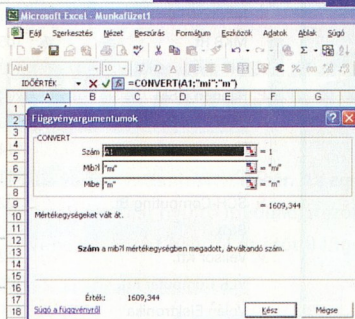 Microsoft Excel - Munkafüzet1
Fájl Szerkesztés Nézet Beszúrás Formátum Eszközök Adatok Ablak Súgó
Arial 10 F D A
IDŐÉRTÉK =CONVERT(A1;"mi";"m")
A B C D E F G
1
2
3
4
5
6
7
8
9
10
11
12
13
14
15
16
17
18
Függvényargumentumok
CONVERT
Szám A1 = 1
Mib?l "mi" = "mi"
Mibe "m" = "m"
= 1609,344
Mértékegységeket vált át.
Szám a mib?l mértékegységben megadott, átváltandó szám.
Érték: 1609,344
Súgó a függvényről
Kész
Mégse